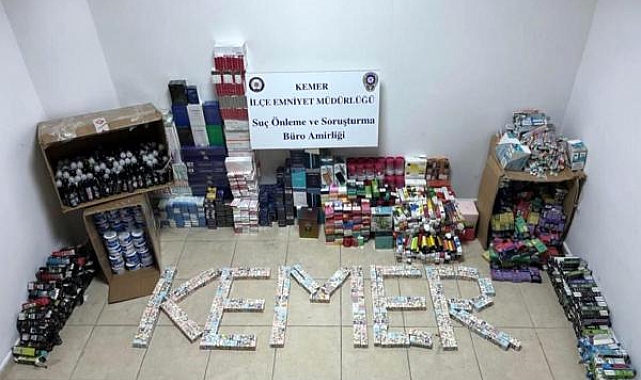 KEMER
İLÇE EMNİYET MÜDÜRLÜĞÜ
Suç Önleme ve Soruşturma
Büro Amirliği
KEMER